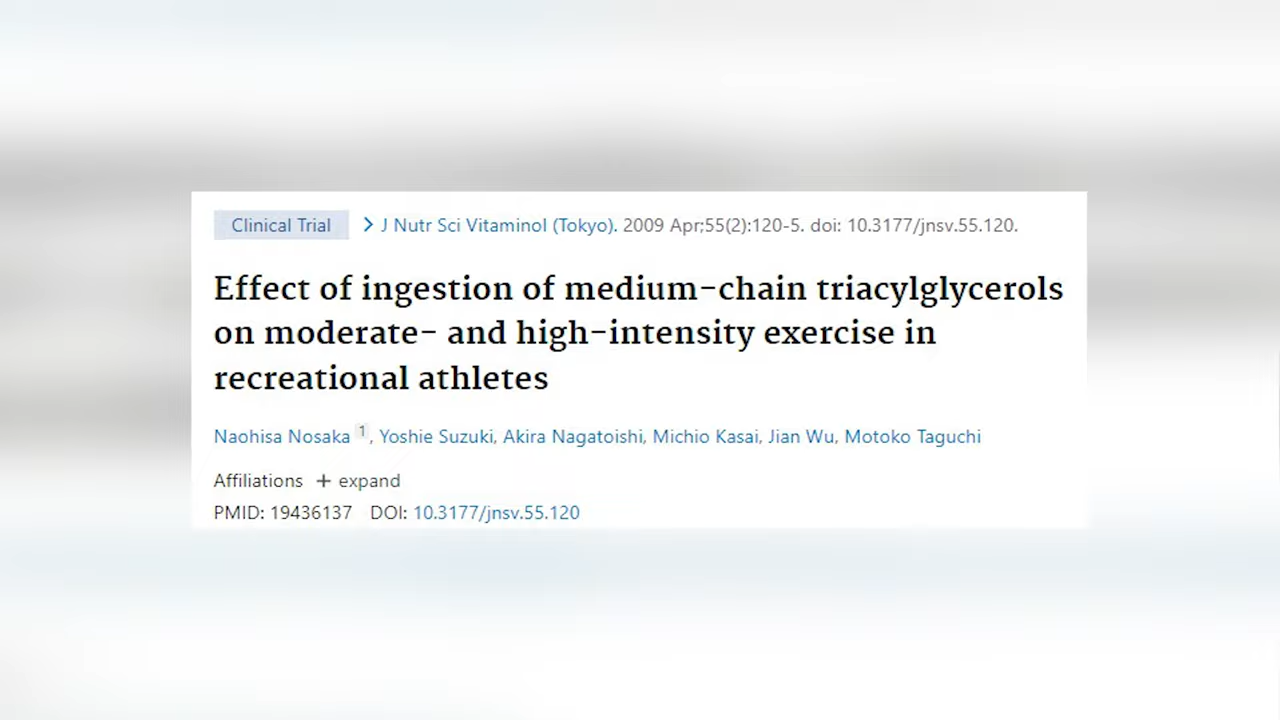 Clinical Trial > J Nutr Sci Vitaminol (Tokyo). 2009 Apr;55(2):120-5. doi: 10.3177/jnsv.55.120.
Effect of ingestion of medium-chain triacylglycerols
on moderate- and high-intensity exercise in
recreational athletes
Naohisa Nosaka 1, Yoshie Suzuki, Akira Nagatoishi, Michio Kasai, Jian Wu, Motoko Taguchi
Affiliations + expand
PMID: 19436137 DOI: 10.3177/jnsv.55.120